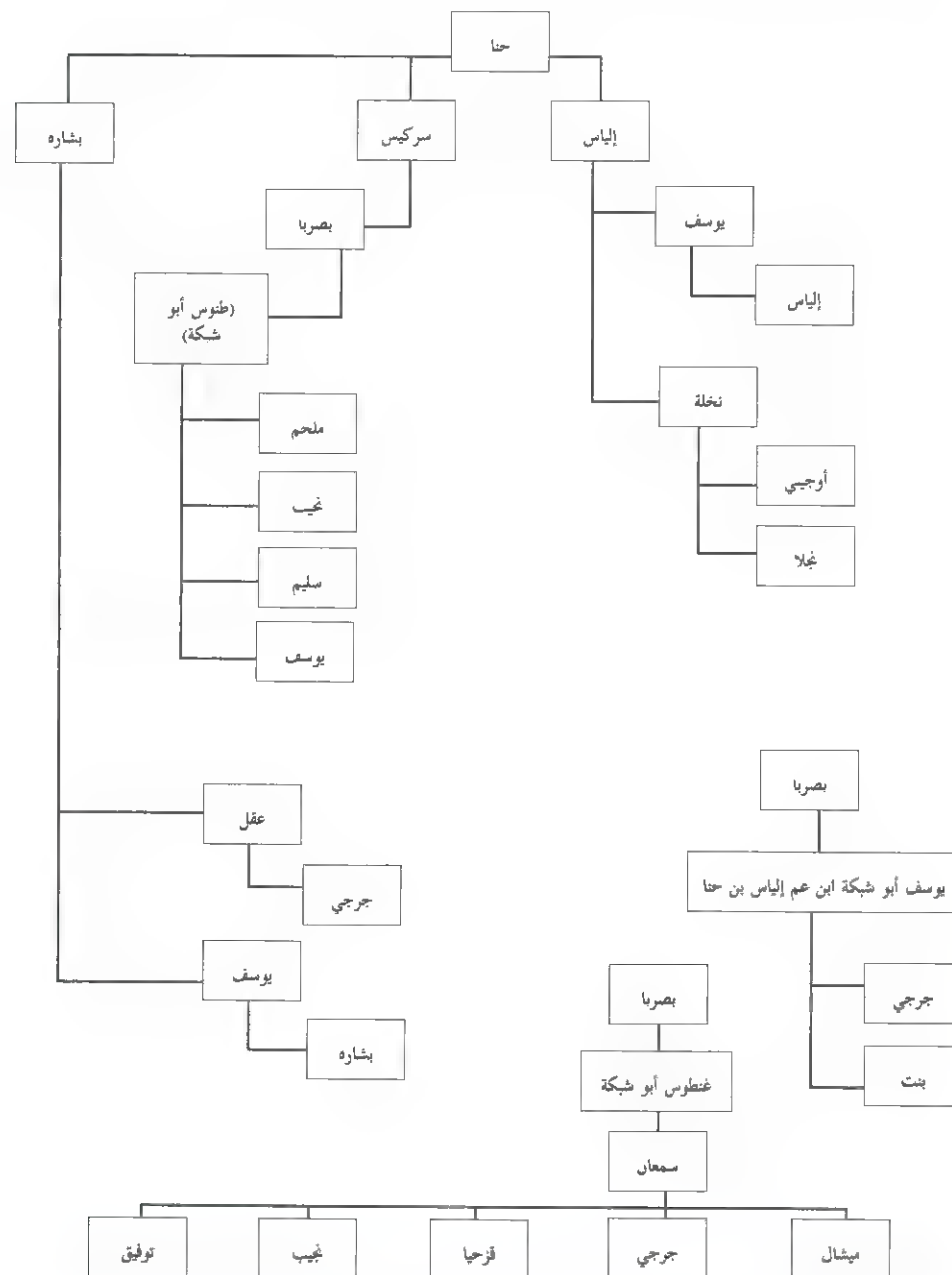 حنا
إلياس
سركيس
بشاره
بصربا
يوسف
(طنوس أبو
شبكة)
إلياس
نخلة
ملحم
أوجيبي
نجيب
نجلا
سليم
يوسف
بصربا
عقل
يوسف أبو شبكة ابن عم إلياس بن حنا
جرجي
يوسف
جرجي
بصربا
بشاره
بنت
غنطوس أبو شبكة
سمعان
ميشال
جرجي
قزحيا
نجيب
توفيق